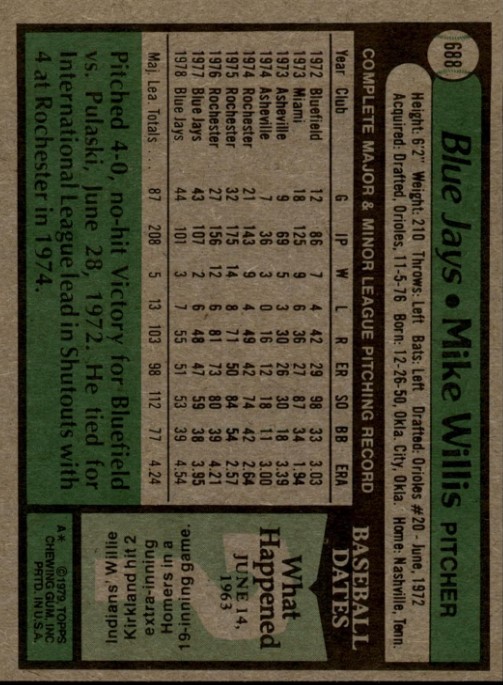 688
Blue Jays • Mike Willis PITCHER
Height: 6'2" Weight: 210 Throws: Left Bats: Left Drafted: Orioles #20 - June, 1972
Acquired: Drafted, Orioles, 11-5-76 Born: 12-26-50, Okla. City, Okla. Home: Nashville, Tenn.
COMPLETE MAJOR & MINOR LEAGUE PITCHING RECORD
Year Club G IP W L R ER SO BB ERA
1972 Bluefield 12 86 7 4 42 29 98 33 3.03
1973 Miami 18 125 9 6 36 27 87 34 1.94
1973 Asheville 9 69 5 3 30 26 30 18 3.39
1974 Asheville 7 36 3 0 16 12 18 11 3.00
1974 Rochester 21 143 9 4 49 42 74 42 2.64
1975 Rochester 32 175 14 8 71 50 84 54 2.57
1976 Rochester 27 156 12 6 81 73 80 39 4.21
1977 Blue Jays 43 107 2 6 48 47 59 38 3.95
1978 Blue Jays 44 101 3 7 55 51 53 39 4.54
Maj. Lea. Totals .... 87 208 5 13 103 98 112 77 4.24
Pitched 4-0, no-hit Victory for Bluefield
vs. Pulaski, June 28, 1972. He tied for
International League lead in Shutouts with
4 at Rochester in 1974.
BASEBALL
DATES
What
Happened
JUNE 14,
1963
Indians, Willie
Kirkland hit 2
extra-inning
Homers in a
19-inning game.
A* ©1979, TOPPS
CHEWING GUM, INC.
PRTD. IN U.S.A.